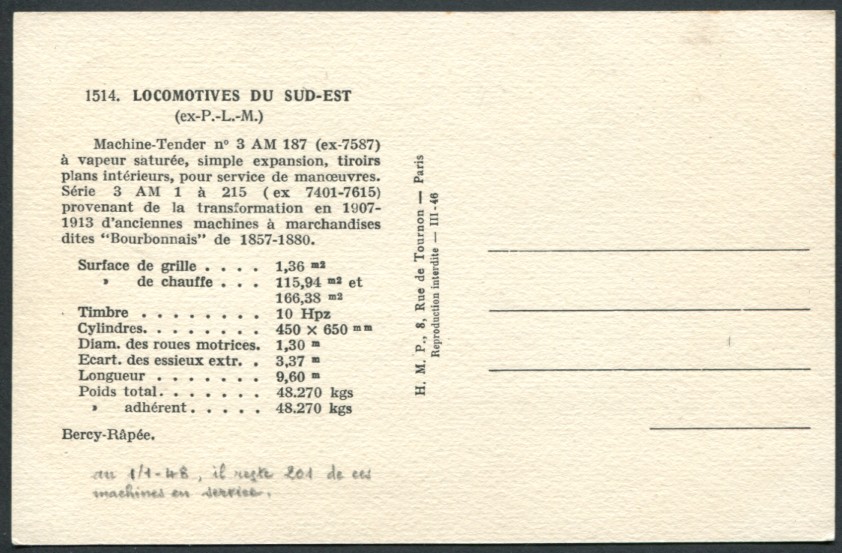 1514. LOCOMOTIVES DU SUD-EST
(ex-P.-L.-M.)
Machine-Tender nº 3 AM 187 (ex-7587)
à vapeur saturée, simple expansion, tiroirs
plans intérieurs, pour service de manœuvres.
Série 3 AM 1 à 215 (ex 7401-7615)
provenant de la transformation en 1907-
1913 d'anciennes machines à marchandises
dites "Bourbonnais" de 1857-1880.
Surface de grille . . . . 1,36 m2
» de chauffe . . . 115,94 m2 et
166,38 m2
Timbre . . . . . . . . 10 Hpz
Cylindres. . . . . . . . 450 × 650 mm
Diam. des roues motrices. 1,30 m
Ecart. des essieux extr. . 3,37 m
Longueur . . . . . . . 9,60 m
Poids total. . . . . . . 48.270 kgs
» adhérent. . . . . 48.270 kgs
Bercy-Râpée.
au 1/1-48, il reste 201 de ces
machines en service.
H. M. P., 8, Rue de Tournon — Paris
Reproduction interdite — III-46